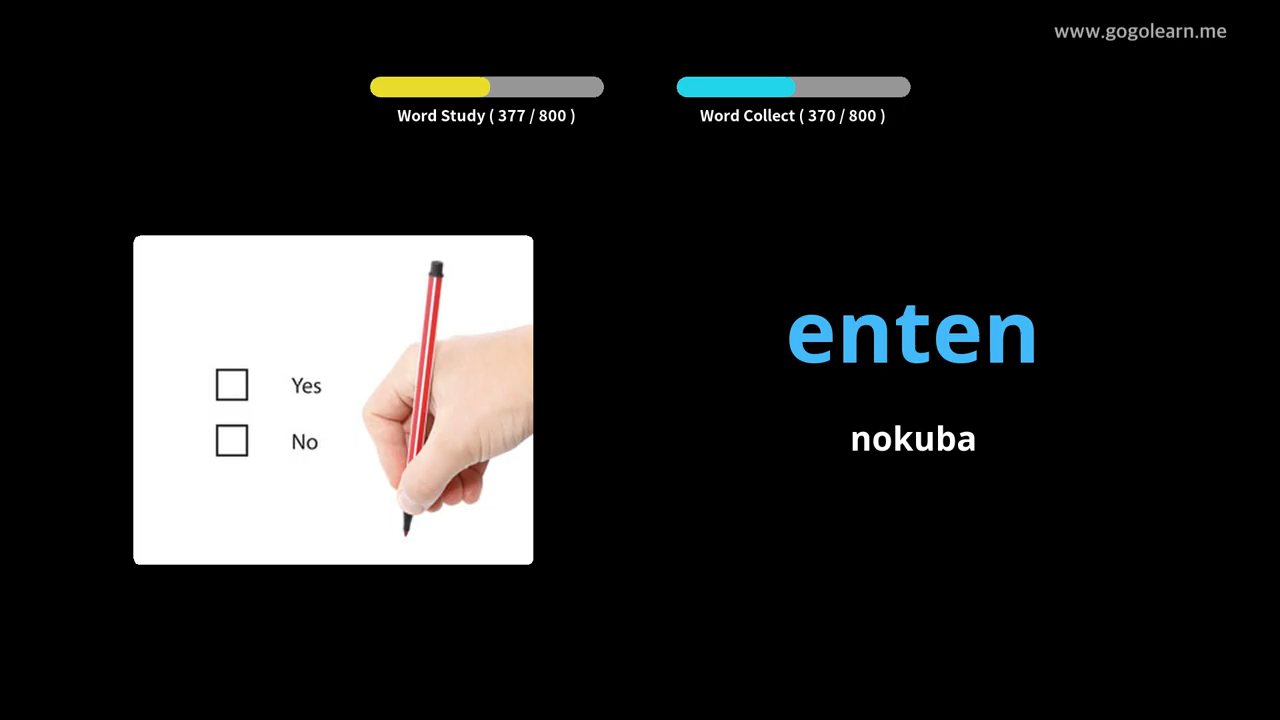 www.gogolearn.me
Word Study ( 377 / 800 )
Word Collect ( 370 / 800 )
Yes
No
enten
nokuba